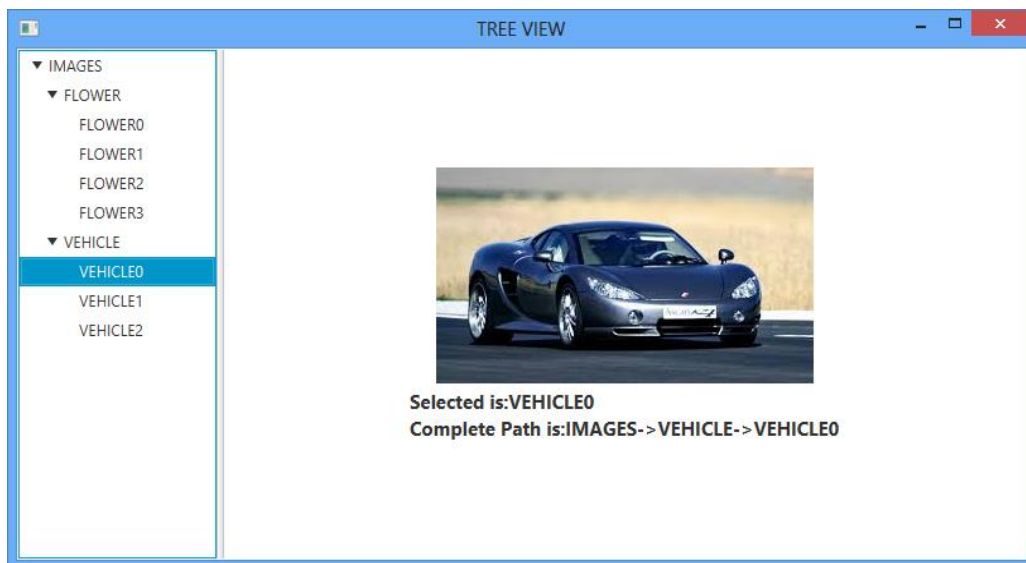 TREE VIEW
IMAGES
FLOWER
FLOWER0
FLOWER1
FLOWER2
FLOWER3
VEHICLE
VEHICLE0
VEHICLE1
VEHICLE2
Selected is:VEHICLE0
Complete Path is:IMAGES->VEHICLE->VEHICLE0